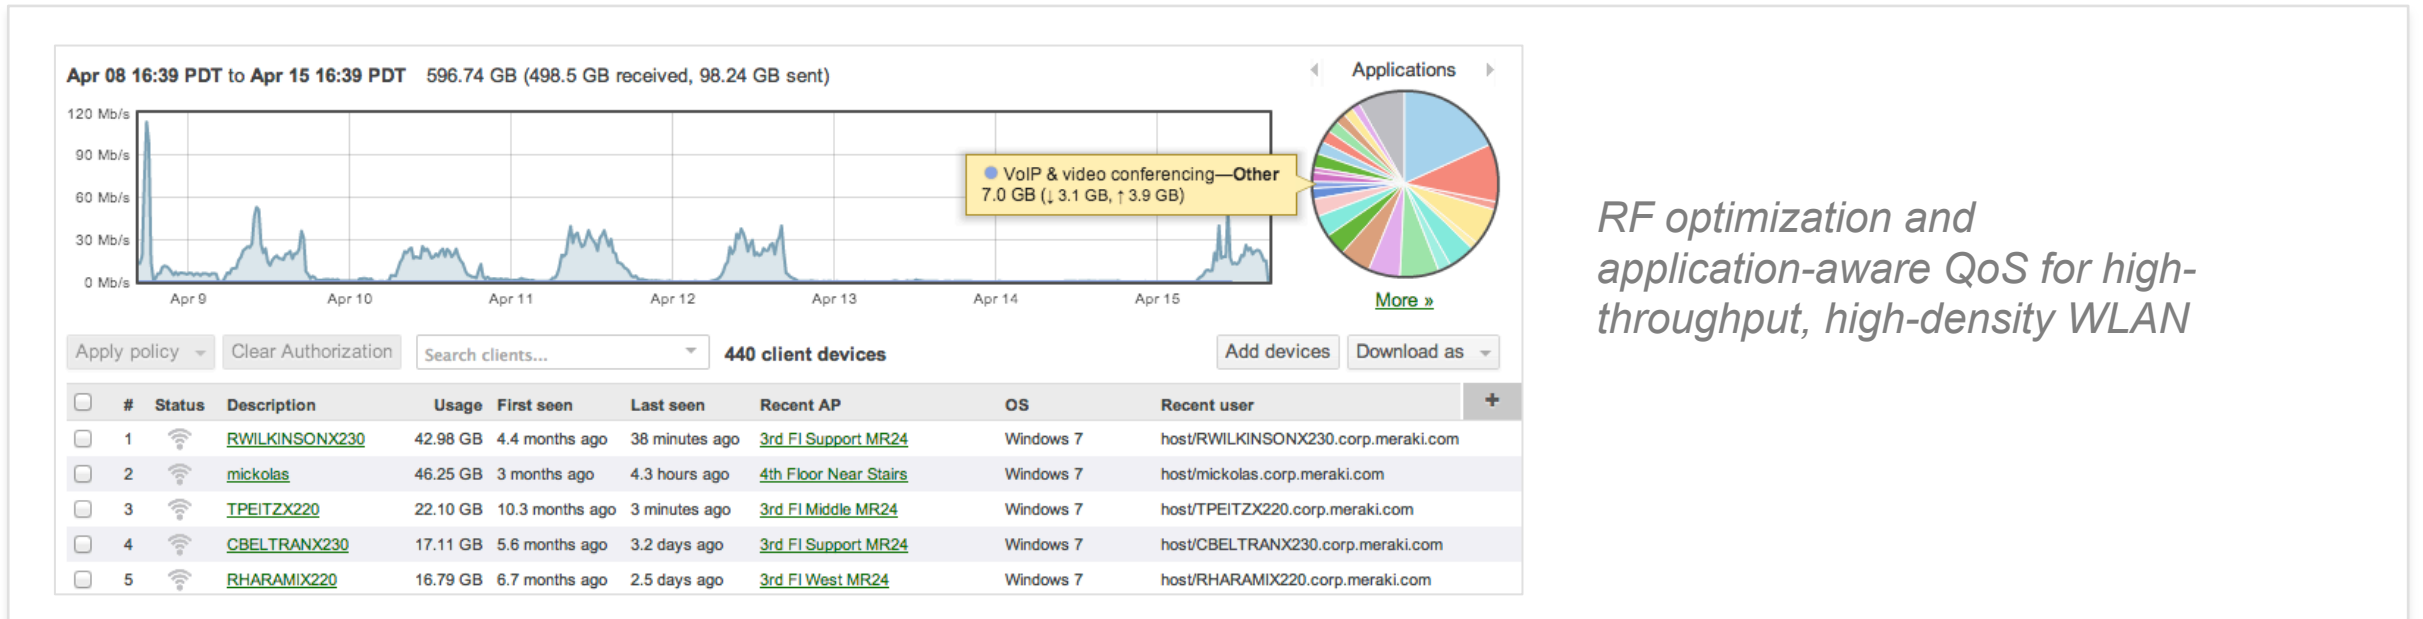 Apr 08 16:39 PDT to Apr 15 16:39 PDT 596.74 GB (498.5 GB received, 98.24 GB sent)
Applications
120 Mb/s
90 Mb/s
60 Mb/s
30 Mb/s
0 Mb/s
Apr 9 Apr 10 Apr 11 Apr 12 Apr 13 Apr 14 Apr 15
VoIP & video conferencing—Other
7.0 GB (↓ 3.1 GB, ↑ 3.9 GB)
More »
Apply policy Clear Authorization Search clients... 440 client devices Add devices Download as
# Status Description Usage First seen Last seen Recent AP OS Recent user +
1 RWILKINSONX230 42.98 GB 4.4 months ago 38 minutes ago 3rd Fl Support MR24 Windows 7 host/RWILKINSONX230.corp.meraki.com
2 mickolas 46.25 GB 3 months ago 4.3 hours ago 4th Floor Near Stairs Windows 7 host/mickolas.corp.meraki.com
3 TPEITZX220 22.10 GB 10.3 months ago 3 minutes ago 3rd Fl Middle MR24 Windows 7 host/TPEITZX220.corp.meraki.com
4 CBELTRANX230 17.11 GB 5.6 months ago 3.2 days ago 3rd Fl Support MR24 Windows 7 host/CBELTRANX230.corp.meraki.com
5 RHARAMIX220 16.79 GB 6.7 months ago 2.5 days ago 3rd Fl West MR24 Windows 7 host/RHARAMIX220.corp.meraki.com
RF optimization and
application-aware QoS for high-
throughput, high-density WLAN